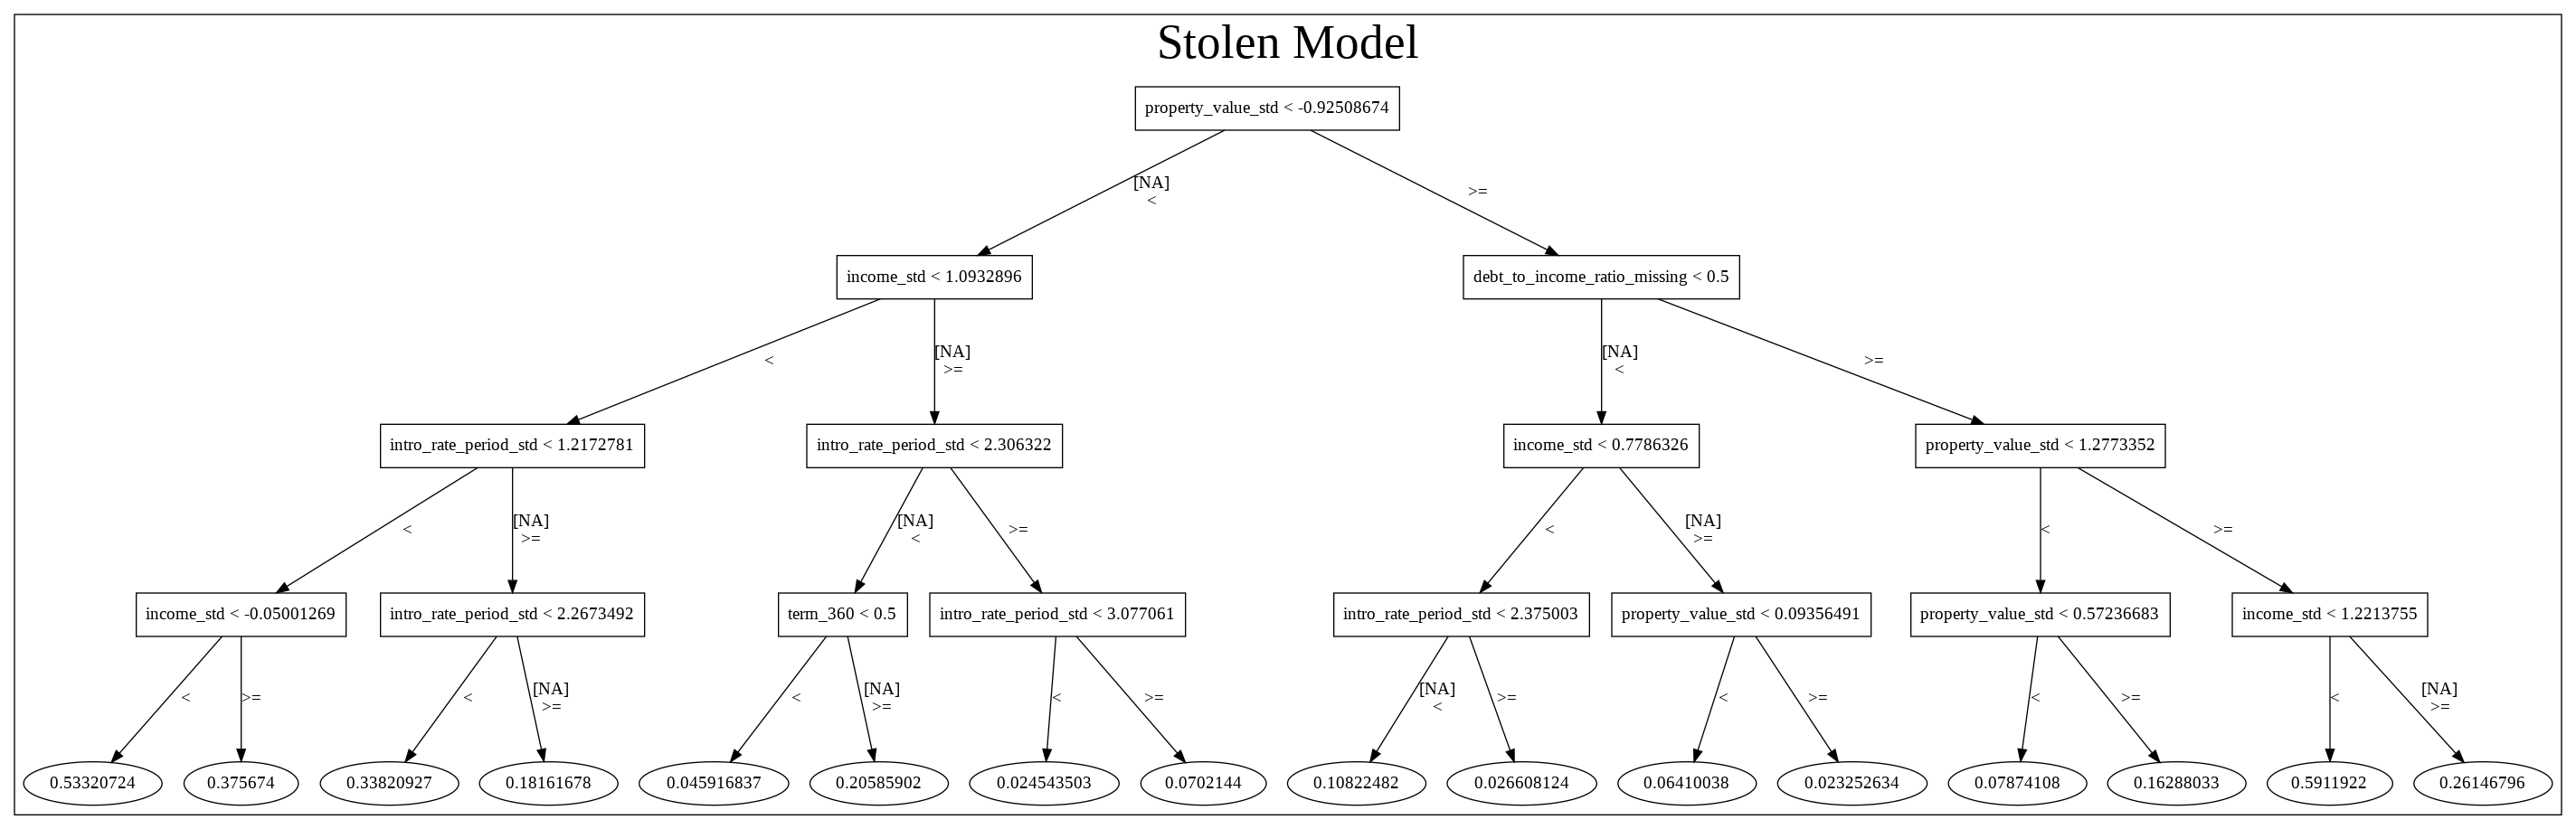 Stolen Model
property_value_std < -0.92508674
[NA]
<
>=
income_std < 1.0932896
debt_to_income_ratio_missing < 0.5
<
[NA]
>=
[NA]
<
>=
intro_rate_period_std < 1.2172781
intro_rate_period_std < 2.306322
income_std < 0.7786326
property_value_std < 1.2773352
<
[NA]
>=
[NA]
<
>=
<
[NA]
>=
<
>=
income_std < -0.05001269
intro_rate_period_std < 2.2673492
term_360 < 0.5
intro_rate_period_std < 3.077061
intro_rate_period_std < 2.375003
property_value_std < 0.09356491
property_value_std < 0.57236683
income_std < 1.2213755
<
>=
<
[NA]
>=
<
[NA]
>=
<
>=
[NA]
<
>=
<
>=
<
>=
<
[NA]
>=
0.53320724
0.375674
0.33820927
0.18161678
0.045916837
0.20585902
0.024543503
0.0702144
0.10822482
0.026608124
0.06410038
0.023252634
0.07874108
0.16288033
0.5911922
0.26146796